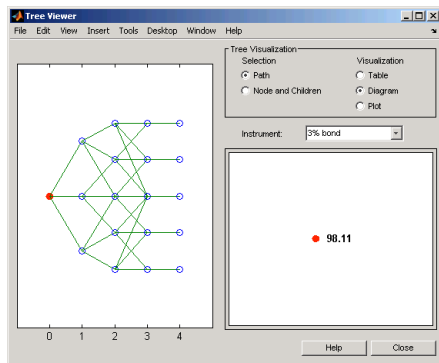 Tree Viewer
File Edit View Insert Tools Desktop Window Help
Tree Visualization
Selection Visualization
Path Table
Node and Children Diagram
Plot
Instrument: 3% bond
98.11
0 1 2 3 4
Help Close